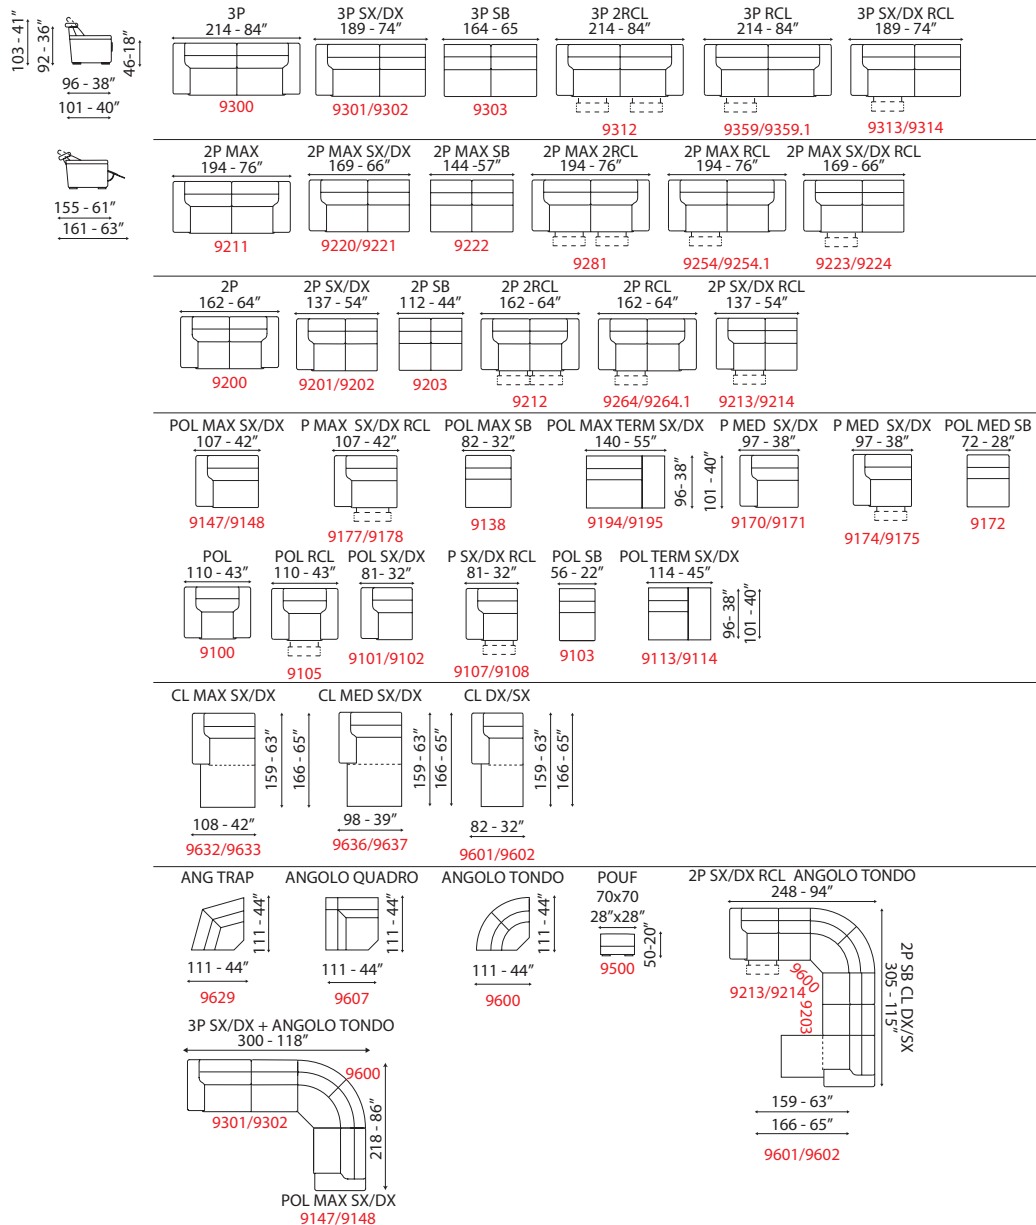 103 - 41”
92 - 36”
46-18”
96 - 38”
101 - 40”
3P
214 - 84”
9300
3P SX/DX
189 - 74”
9301/9302
3P SB
164 - 65
9303
3P 2RCL
214 - 84”
9312
3P RCL
214 - 84”
9359/9359.1
3P SX/DX RCL
189 - 74”
9313/9314
155 - 61”
161 - 63”
2P MAX
194 - 76”
9211
2P MAX SX/DX
169 - 66”
9220/9221
2P MAX SB
144 -57”
9222
2P MAX 2RCL
194 - 76”
9281
2P MAX RCL
194 - 76”
9254/9254.1
2P MAX SX/DX RCL
169 - 66”
9223/9224
2P
162 - 64”
9200
2P SX/DX
137 - 54”
9201/9202
2P SB
112 - 44”
9203
2P 2RCL
162 - 64”
9212
2P RCL
162 - 64”
9264/9264.1
2P SX/DX RCL
137 - 54”
9213/9214
POL MAX SX/DX
107 - 42”
9147/9148
P MAX SX/DX RCL
107 - 42”
9177/9178
POL MAX SB
82 - 32”
9138
POL MAX TERM SX/DX
140 - 55”
96- 38”
101 - 40”
9194/9195
P MED SX/DX
97 - 38”
9170/9171
P MED SX/DX
97 - 38”
9174/9175
POL MED SB
72 - 28”
9172
POL
110 - 43”
9100
POL RCL
110 - 43”
9105
POL SX/DX
81- 32”
9101/9102
P SX/DX RCL
81- 32”
9107/9108
POL SB
56 - 22”
9103
POL TERM SX/DX
114 - 45”
96- 38”
101 - 40”
9113/9114
CL MAX SX/DX
159 - 63”
166 - 65”
108 - 42”
9632/9633
CL MED SX/DX
159 - 63”
166 - 65”
98 - 39”
9636/9637
CL DX/SX
159 - 63”
166 - 65”
82 - 32”
9601/9602
ANG TRAP
111 - 44”
111 - 44”
9629
ANGOLO QUADRO
111 - 44”
111 - 44”
9607
ANGOLO TONDO
111 - 44”
111 - 44”
9600
POUF
70x70
28”x28”
50-20”
9500
2P SX/DX RCL ANGOLO TONDO
248 - 94”
9213/9214
9600
9203
2P SB CL DX/SX
305 - 115”
159 - 63”
166 - 65”
9601/9602
3P SX/DX + ANGOLO TONDO
300 - 118”
9600
9301/9302
218 - 86”
POL MAX SX/DX
9147/9148